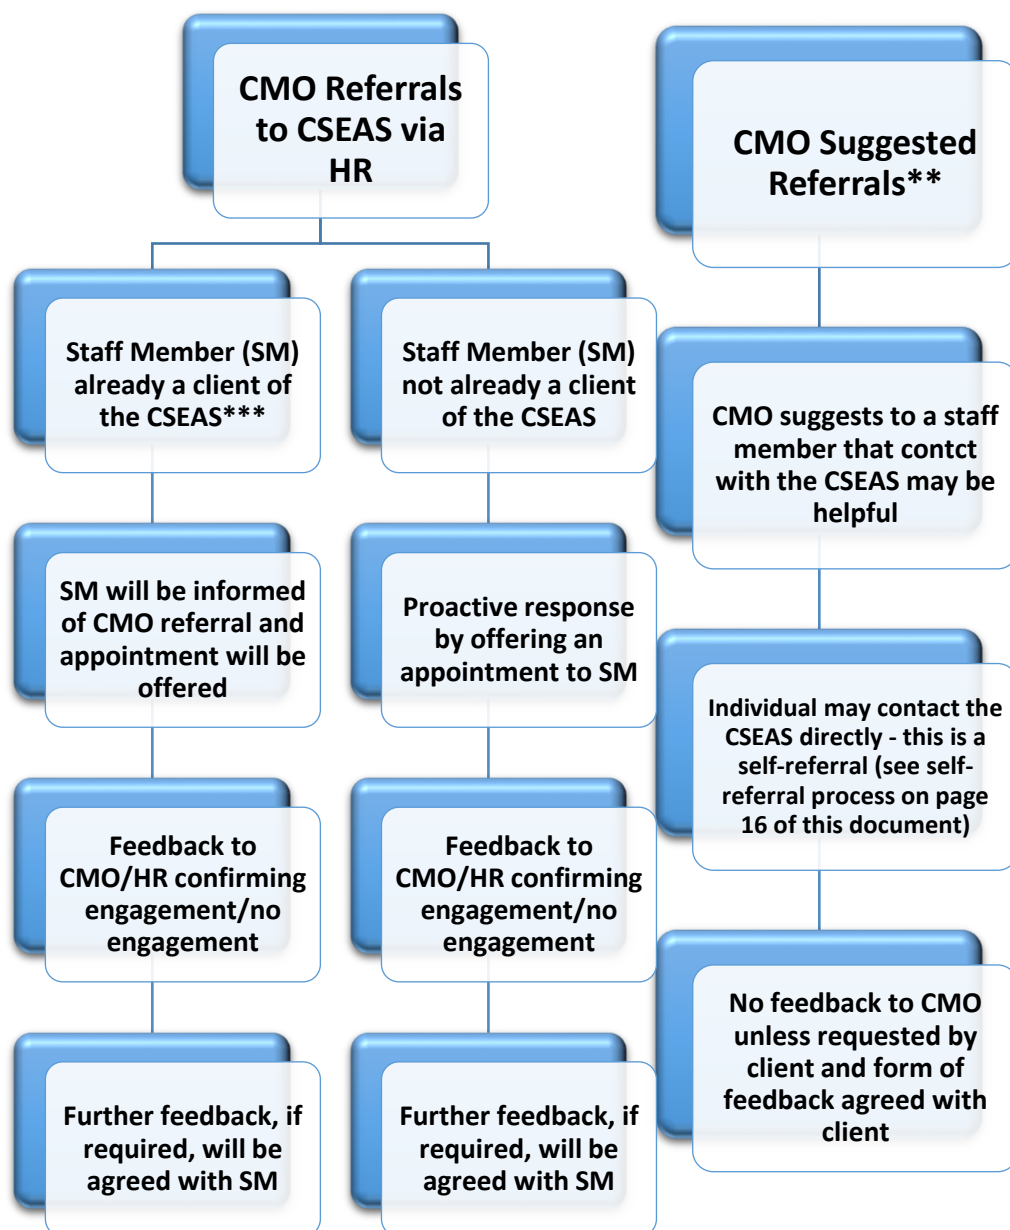 CMO Referrals
to CSEAS via
HR
Staff Member (SM)
already a client of
the CSEAS***
SM will be informed
of CMO referral and
appointment will be
offered
Feedback to
CMO/HR confirming
engagement/no
engagement
Further feedback, if
required, will be
agreed with SM
Staff Member (SM)
not already a client
of the CSEAS
Proactive response
by offering an
appointment to SM
Feedback to
CMO/HR confirming
engagement/no
engagement
Further feedback, if
required, will be
agreed with SM
CMO Suggested
Referrals**
CMO suggests to a staff
member that contct
with the CSEAS may be
helpful
Individual may contact the
CSEAS directly - this is a
self-referral (see self-
referral process on page
16 of this document)
No feedback to CMO
unless requested by
client and form of
feedback agreed with
client